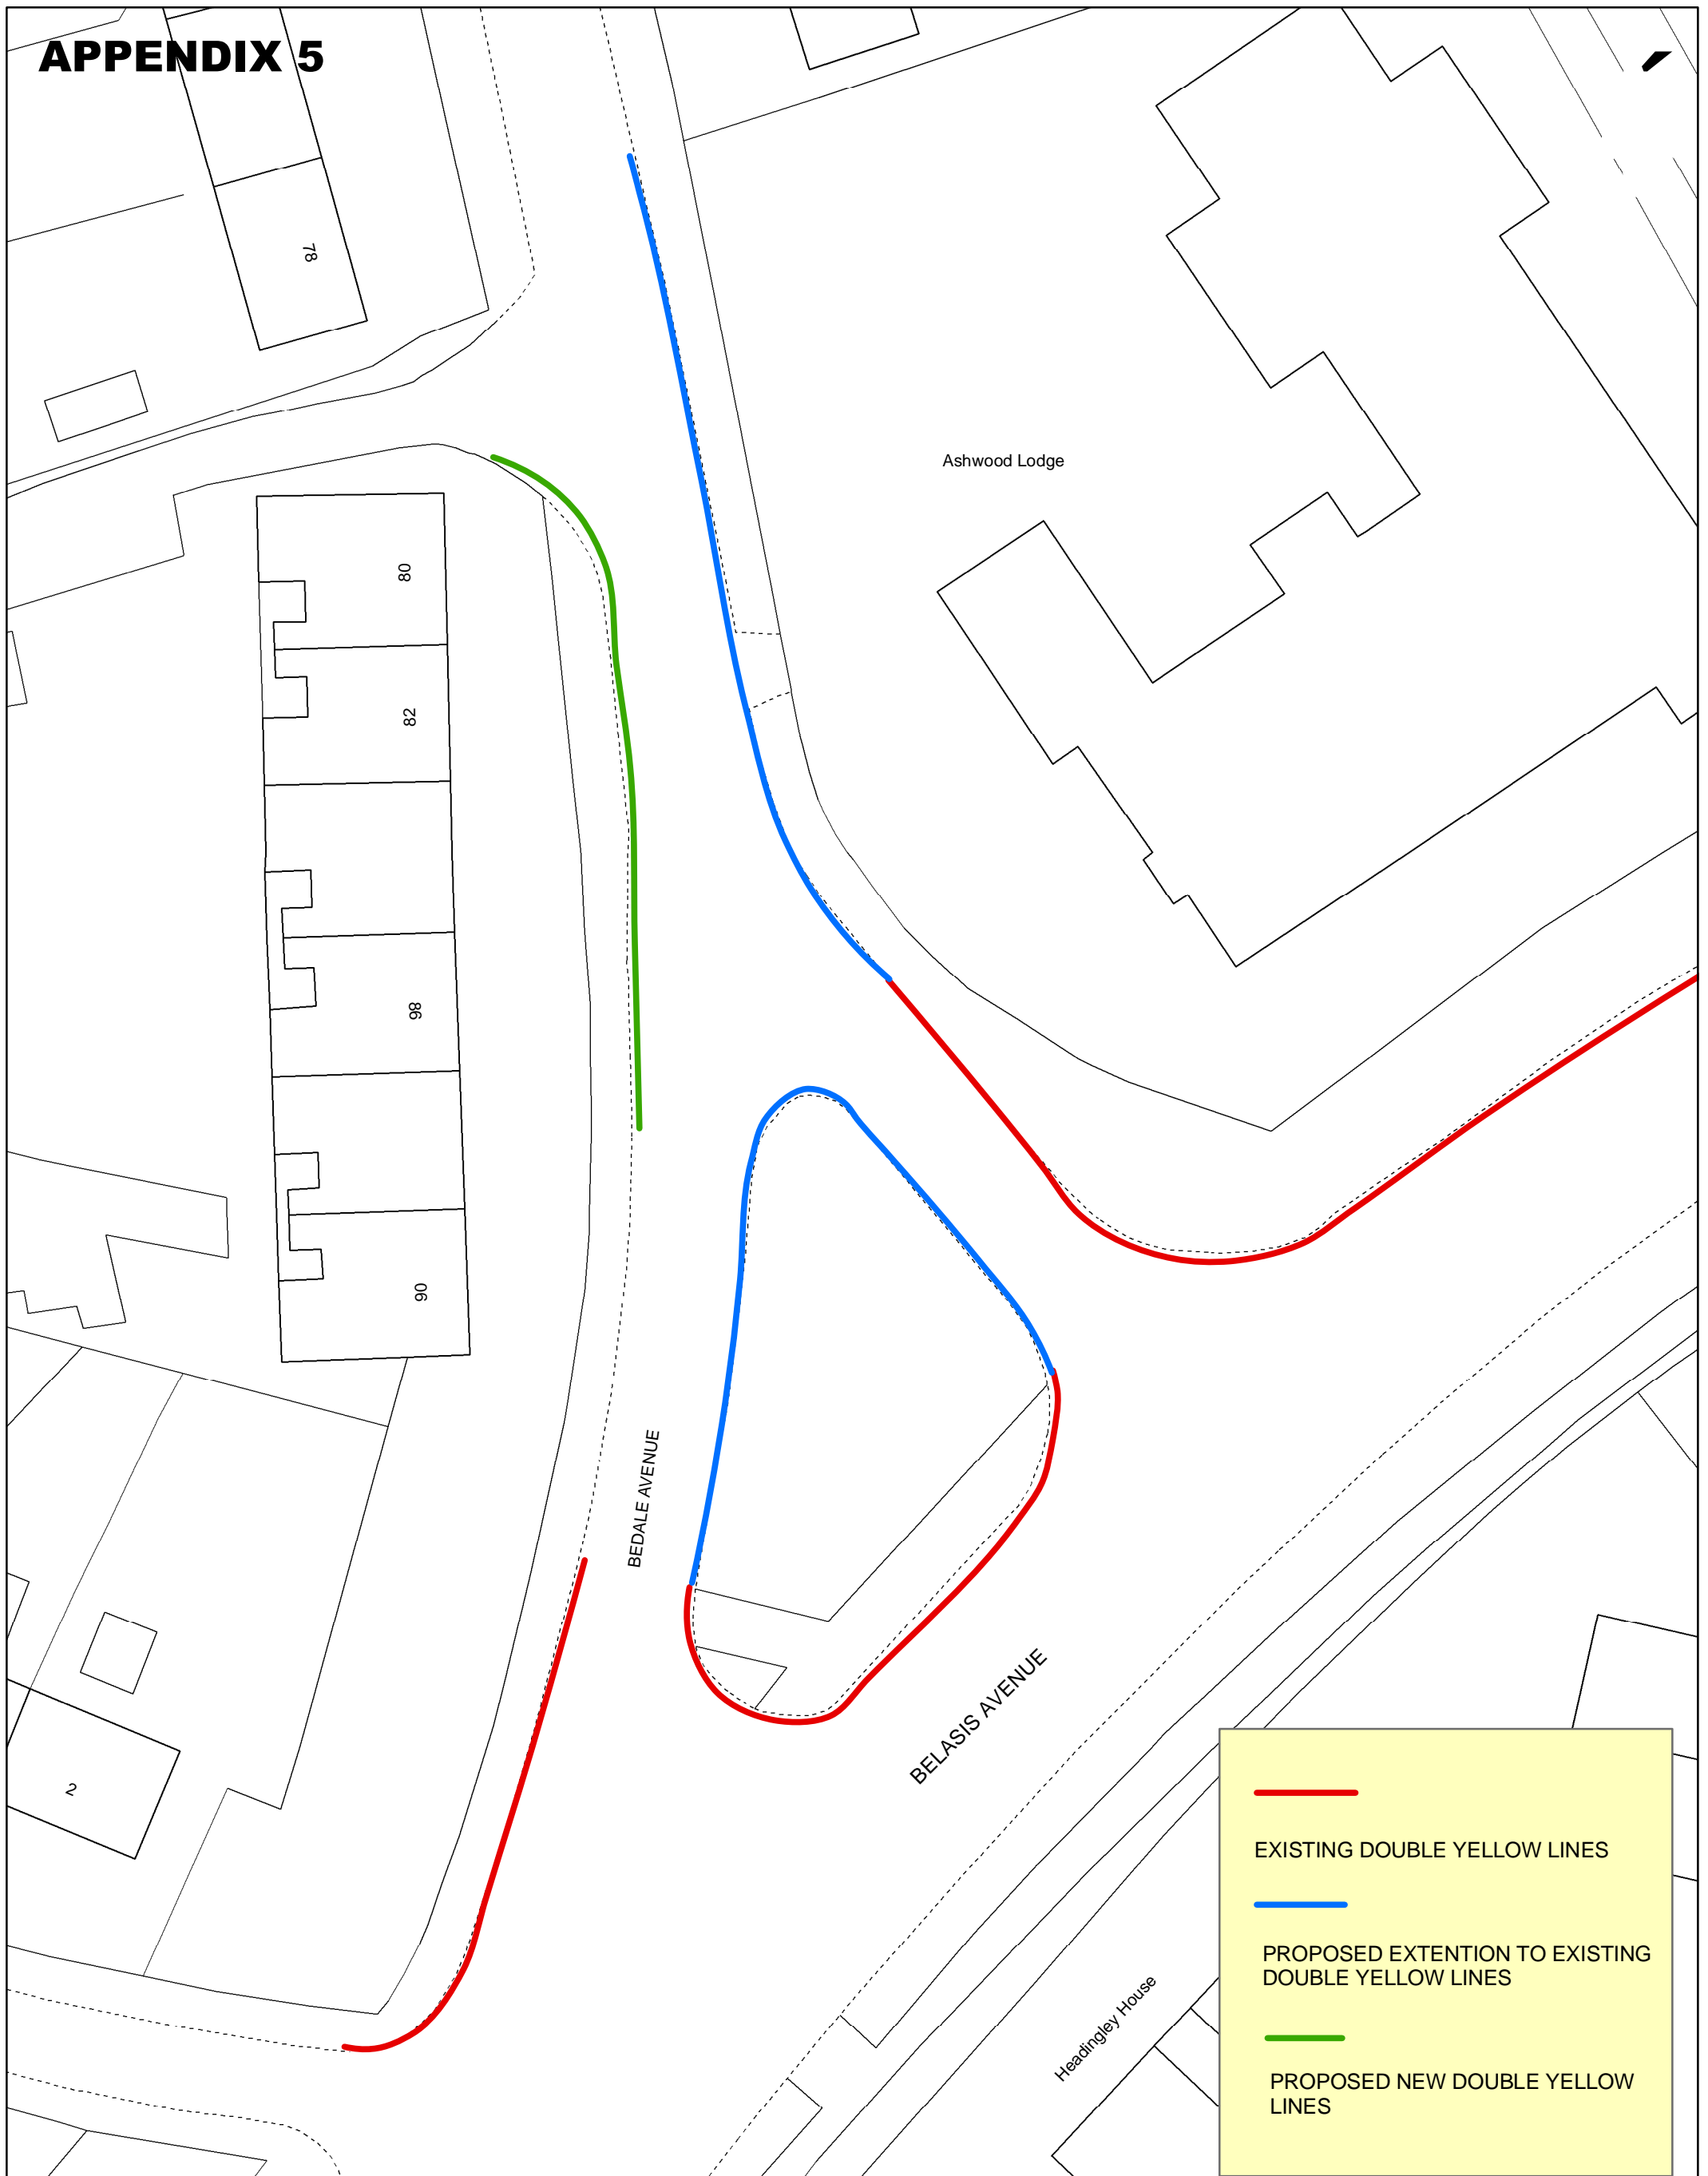 APPENDIX 5
78
Ashwood Lodge
80
82
86
90
BEDALE AVENUE
BELASIS AVENUE
2
Headingley House
EXISTING DOUBLE YELLOW LINES
PROPOSED EXTENTION TO EXISTING
DOUBLE YELLOW LINES
PROPOSED NEW DOUBLE YELLOW
LINES